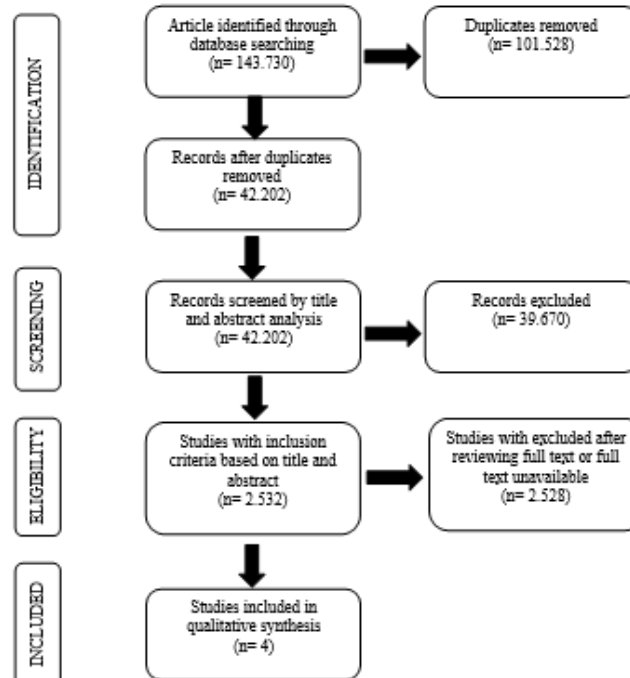 IDENTIFICATION
Article identified through
database searching
(n= 143.730)
Duplicates removed
(n= 101.528)
Records after duplicates
removed
(n= 42.202)
SCREENING
Records screened by title
and abstract analysis
(n= 42.202)
Records excluded
(n= 39.670)
ELIGIBILITY
Studies with inclusion
criteria based on title and
abstract
(n= 2.532)
Studies with excluded after
reviewing full text or full
text unavailable
(n= 2.528)
INCLUDED
Studies included in
qualitative synthesis
(n= 4)